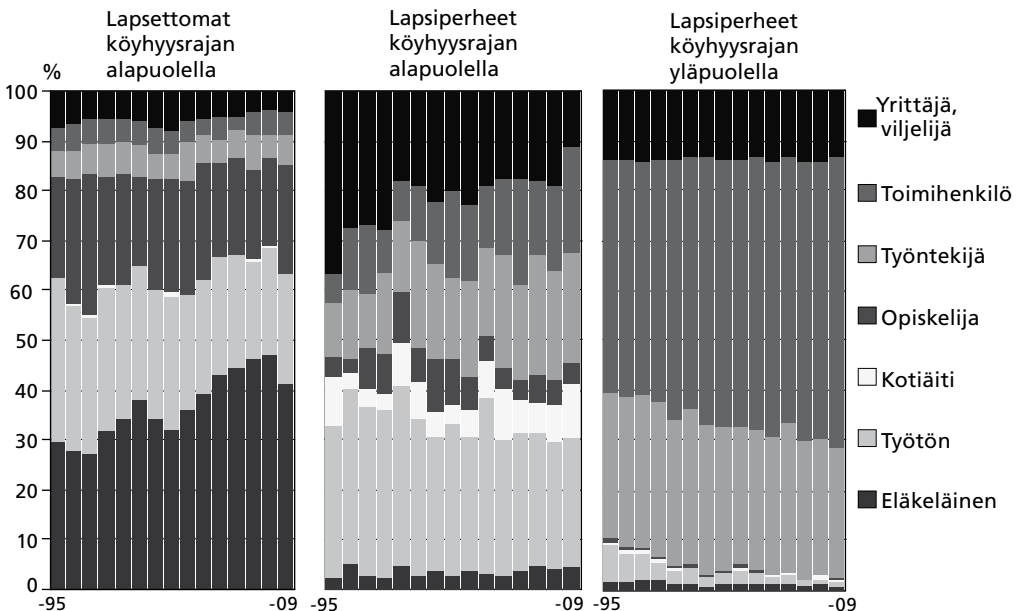 Lapsettomat
köyhyysrajan
alapuolella
Lapsiperheet
köyhyysrajan
alapuolella
Lapsiperheet
köyhyysrajan
yläpuolella
%
100
90
80
70
60
50
40
30
20
10
0
-95
-09
-95
-09
-95
-09
Yrittäjä,
viljelijä
Toimihenkilö
Työntekijä
Opiskelija
Kotiäiti
Työtön
Eläkeläinen